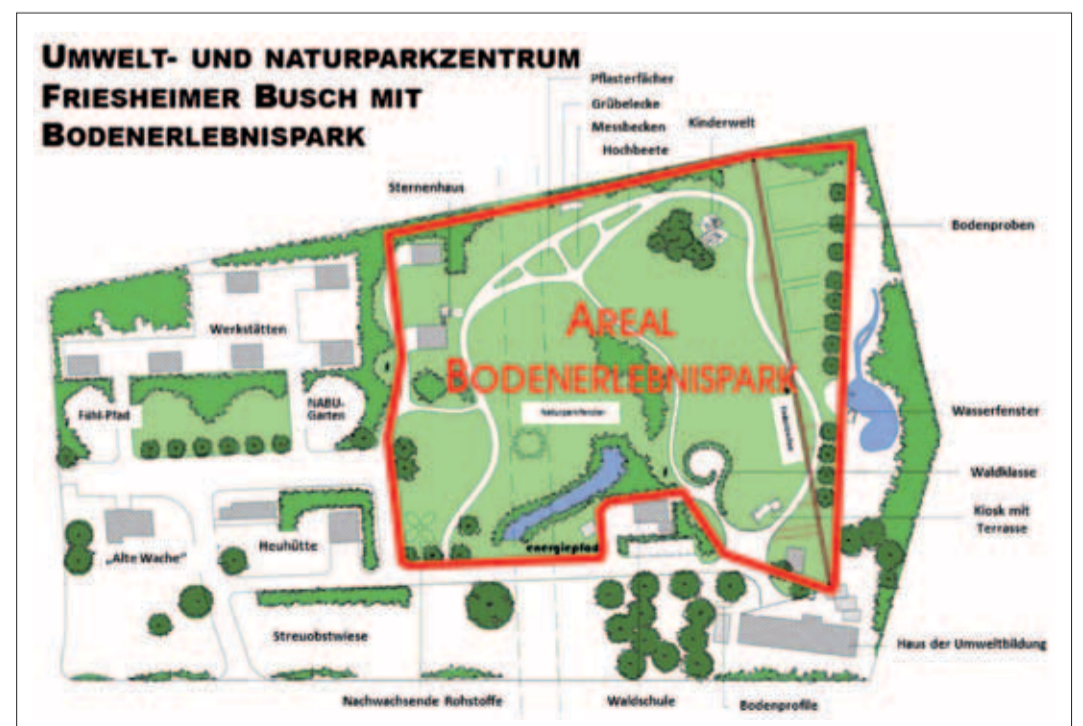 UMWELT- UND NATURPARKZENTRUM
FRIESHEIMER BUSCH MIT
BODENERLEBNISPARK
Pflasterfächer
Grübelecke
Messbecken
Hochbeete
Kinderwelt
Sternenhaus
Bodenproben
Werkstätten
AREAL
BODENERLEBNISPARK
Fühl-Pfad
NABU-
Garten
Wasserfenster
Waldklasse
Kiosk mit
Terrasse
energiepfad
„Alte Wache"
Heuhütte
Streuobstwiese
Haus der Umweltbildung
Nachwachsende Rohstoffe
Waldschule
Bodenprofile